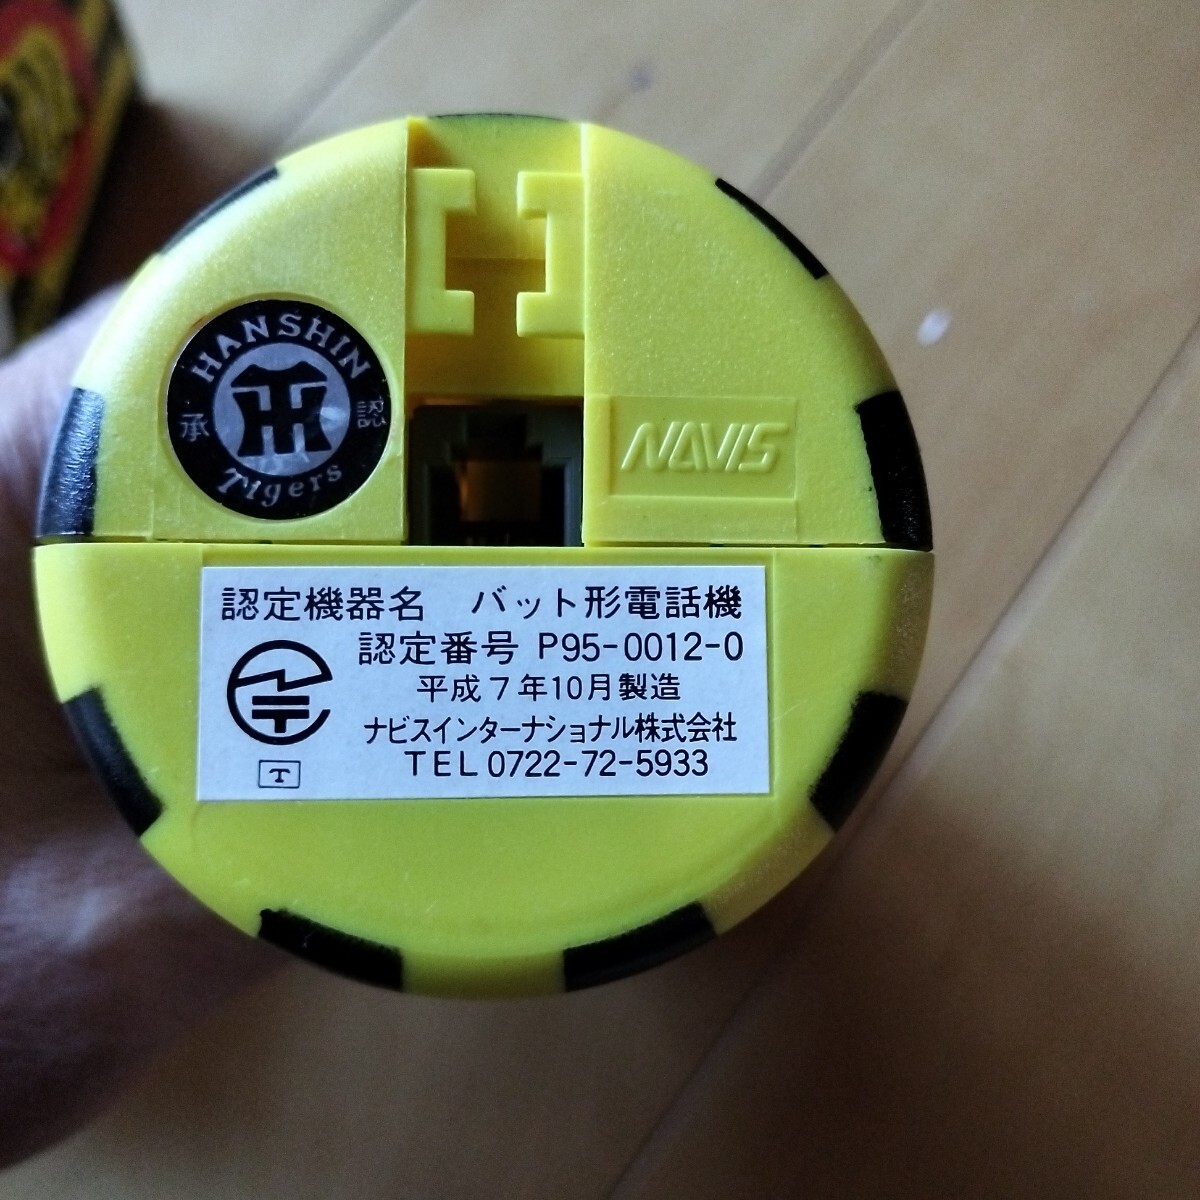 HANSHIN
承認
Tigers
NAVIS
認定機器名　バット形電話機
認定番号 P95-0012-0
平成7年10月製造
ナビスインターナショナル株式会社
TEL 0722-72-5933
T